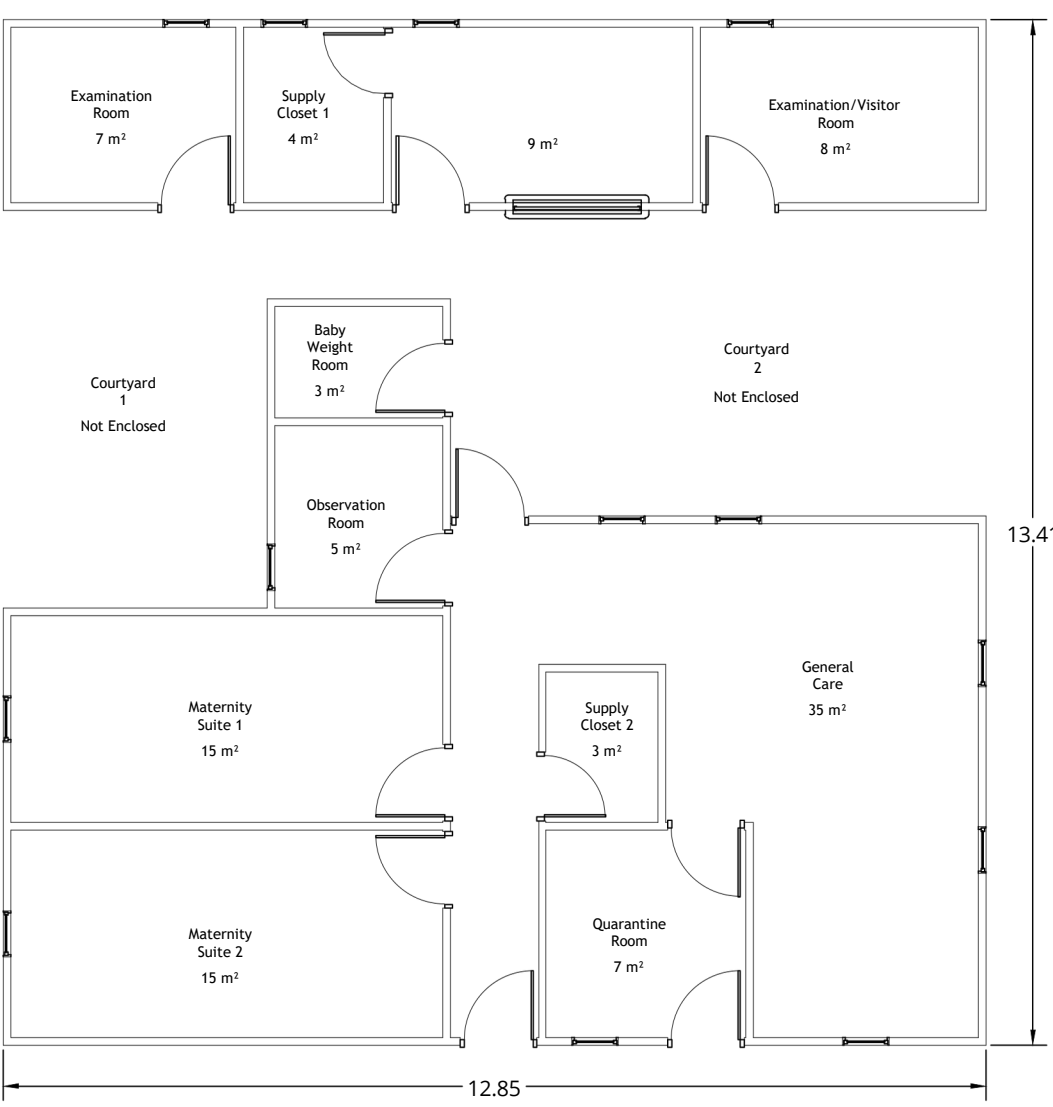 Examination
Room
7 m²
Supply
Closet 1
4 m²
9 m²
Examination/Visitor
Room
8 m²
Baby
Weight
Room
3 m²
Courtyard
1
Not Enclosed
Courtyard
2
Not Enclosed
Observation
Room
5 m²
13.41
General
Care
35 m²
Maternity
Suite 1
15 m²
Supply
Closet 2
3 m²
Maternity
Suite 2
15 m²
Quarantine
Room
7 m²
12.85